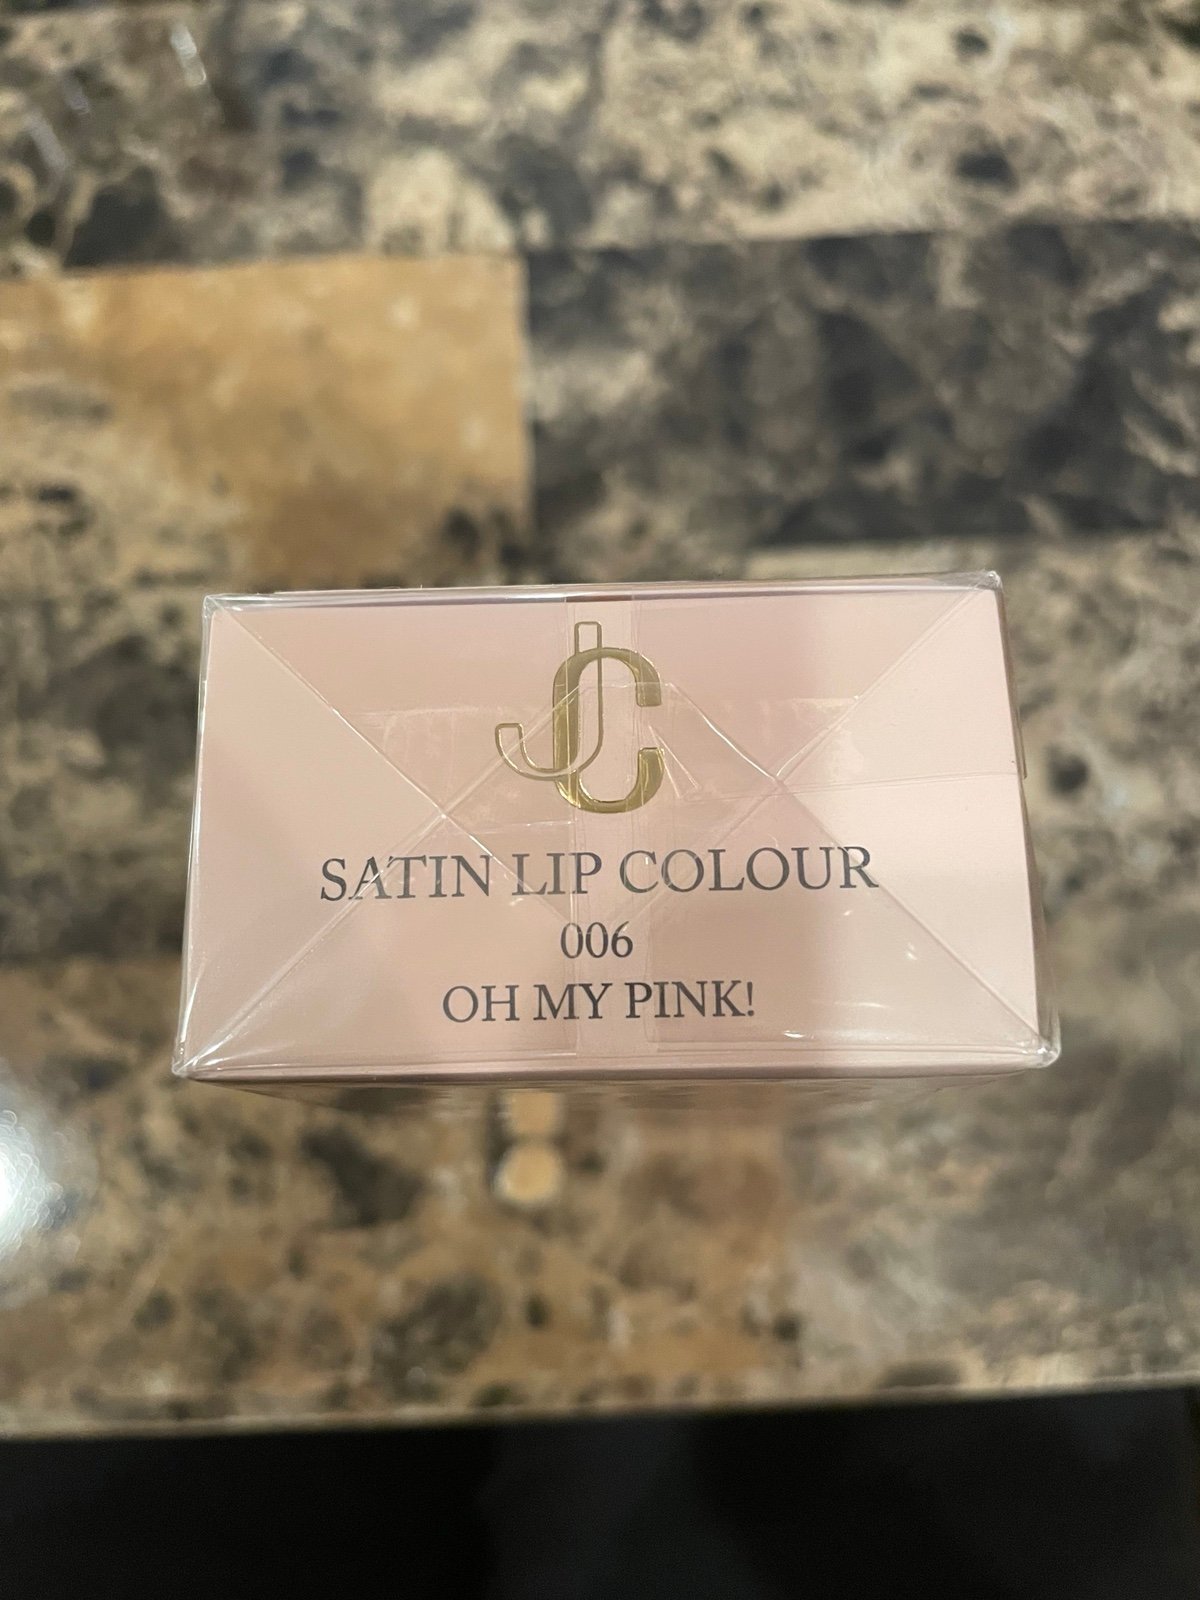 JC
SATIN LIP COLOUR
006
OH MY PINK!